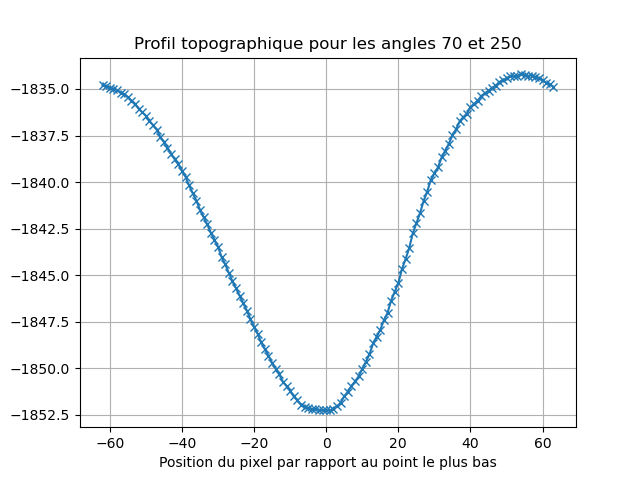 Profil topographique pour les angles 70 et 250
−1835.0
−1837.5
−1840.0
−1842.5
−1845.0
−1847.5
−1850.0
−1852.5
−60 −40 −20 0 20 40 60
Position du pixel par rapport au point le plus bas